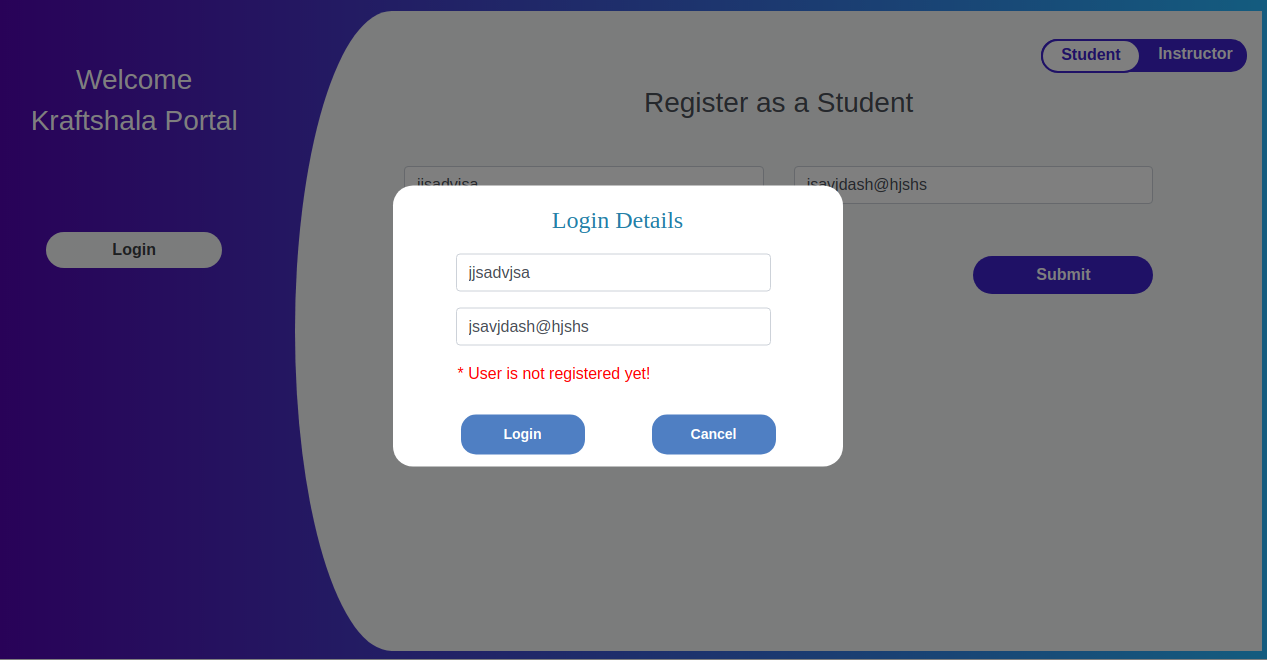 Welcome
Kraftshala Portal
Login
Student Instructor
Register as a Student
jjsadvjsa jsavjdash@hjshs
Submit
Login Details
jjsadvjsa
jsavjdash@hjshs
* User is not registered yet!
Login Cancel